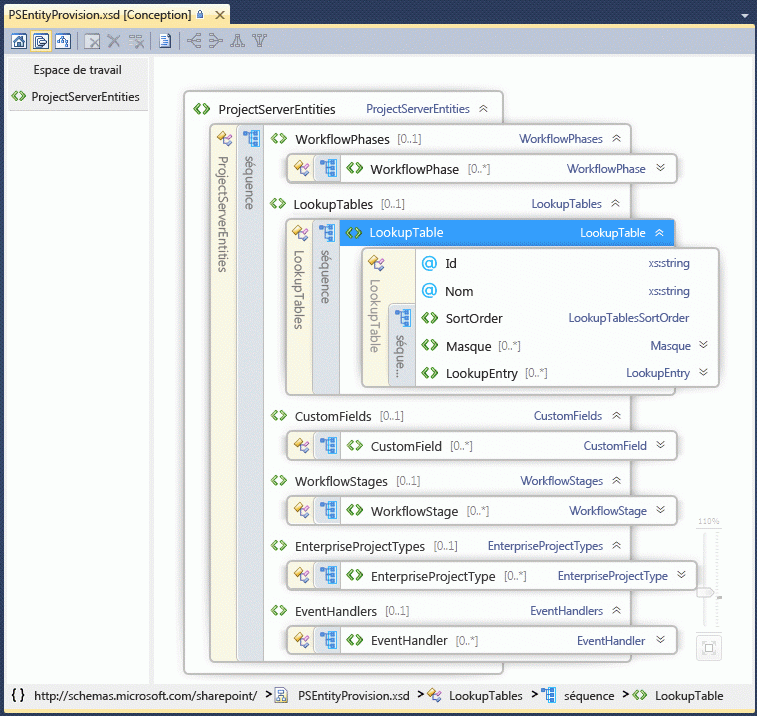 PSEntityProvision.xsd [Conception]
Espace de travail
ProjectServerEntities
ProjectServerEntities ProjectServerEntities
ProjectServerEntities
séquence
WorkflowPhases [0..1] WorkflowPhases
WorkflowPhase [0..*] WorkflowPhase
LookupTables [0..1] LookupTables
LookupTables
séquence
LookupTable LookupTable
LookupTable
séque...
@ Id xs:string
@ Nom xs:string
SortOrder LookupTablesSortOrder
Masque [0..*] Masque
LookupEntry [0..*] LookupEntry
CustomFields [0..1] CustomFields
CustomField [0..*] CustomField
WorkflowStages [0..1] WorkflowStages
WorkflowStage [0..*] WorkflowStage
EnterpriseProjectTypes [0..1] EnterpriseProjectTypes
EnterpriseProjectType [0..*] EnterpriseProjectType
EventHandlers [0..1] EventHandlers
EventHandler [0..*] EventHandler
110%
{ } http://schemas.microsoft.com/sharepoint/ > PSEntityProvision.xsd > LookupTables > séquence > LookupTable